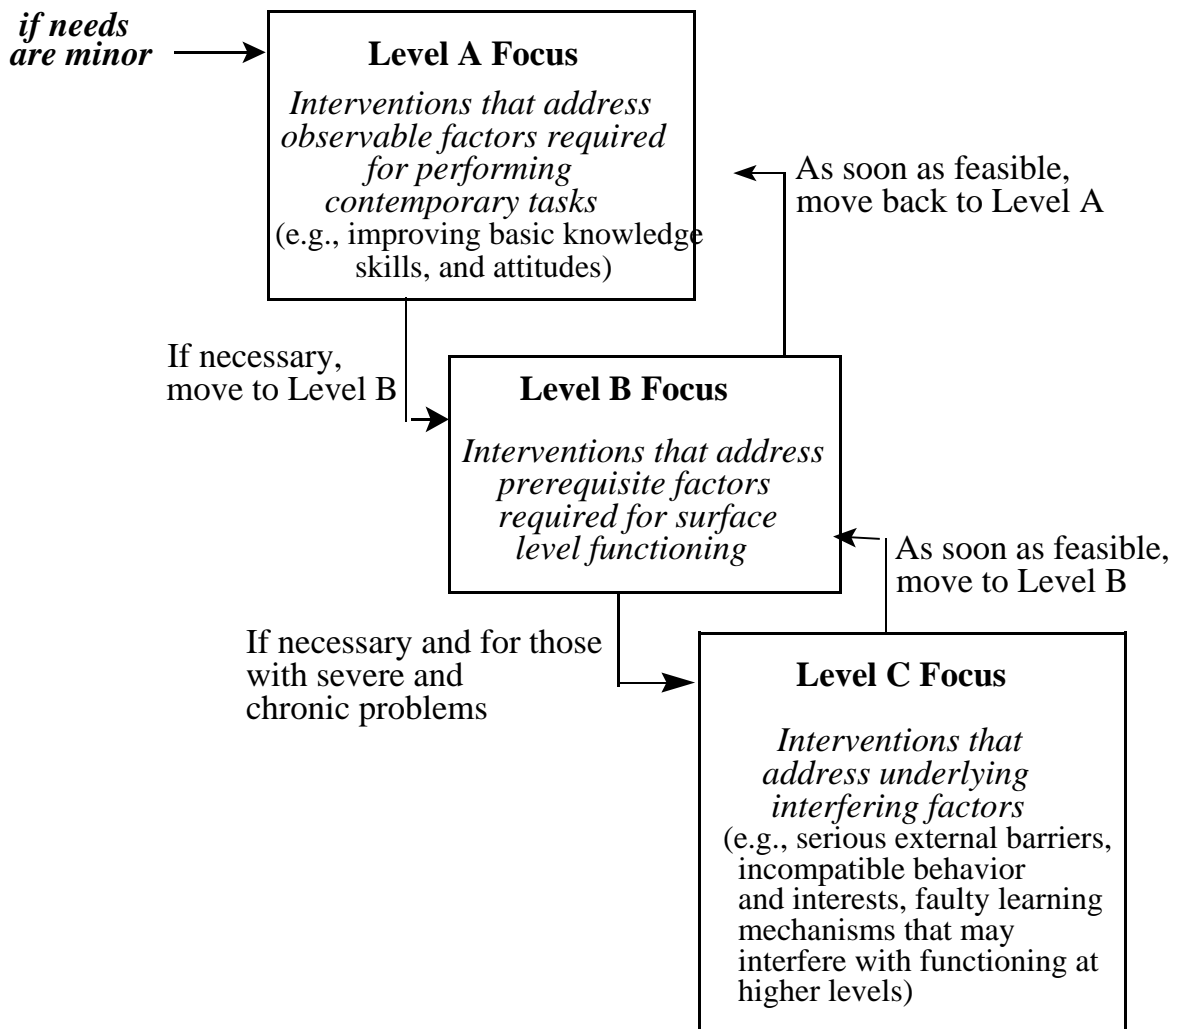 if needs
are minor
Level A Focus
Interventions that address
observable factors required
for performing
contemporary tasks
(e.g., improving basic knowledge
skills, and attitudes)
As soon as feasible,
move back to Level A
If necessary,
move to Level B
Level B Focus
Interventions that address
prerequisite factors
required for surface
level functioning
As soon as feasible,
move to Level B
If necessary and for those
with severe and
chronic problems
Level C Focus
Interventions that
address underlying
interfering factors
(e.g., serious external barriers,
incompatible behavior
and interests, faulty learning
mechanisms that may
interfere with functioning at
higher levels)